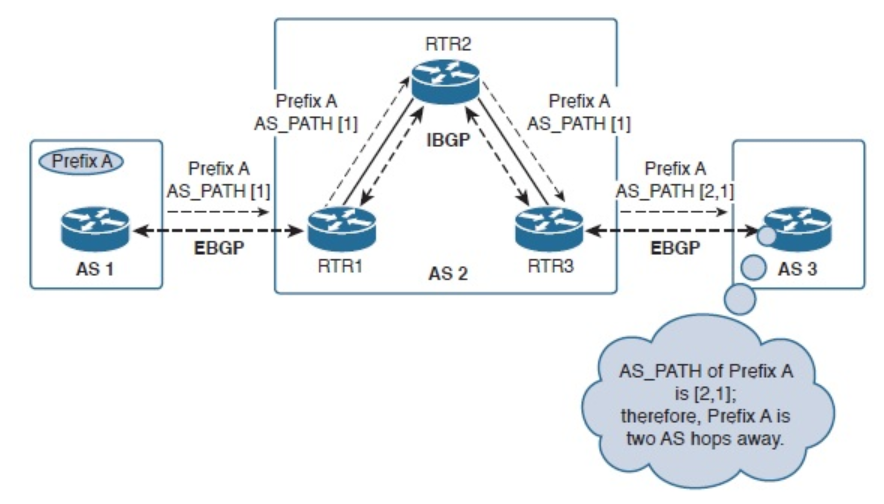 RTR2
Prefix A
AS_PATH [1]
Prefix A
AS_PATH [1]
IBGP
Prefix A
Prefix A
AS_PATH [1]
Prefix A
AS_PATH [2,1]
EBGP
EBGP
AS 1
RTR1
AS 2
RTR3
AS 3
AS_PATH of Prefix A
is [2,1];
therefore, Prefix A is
two AS hops away.